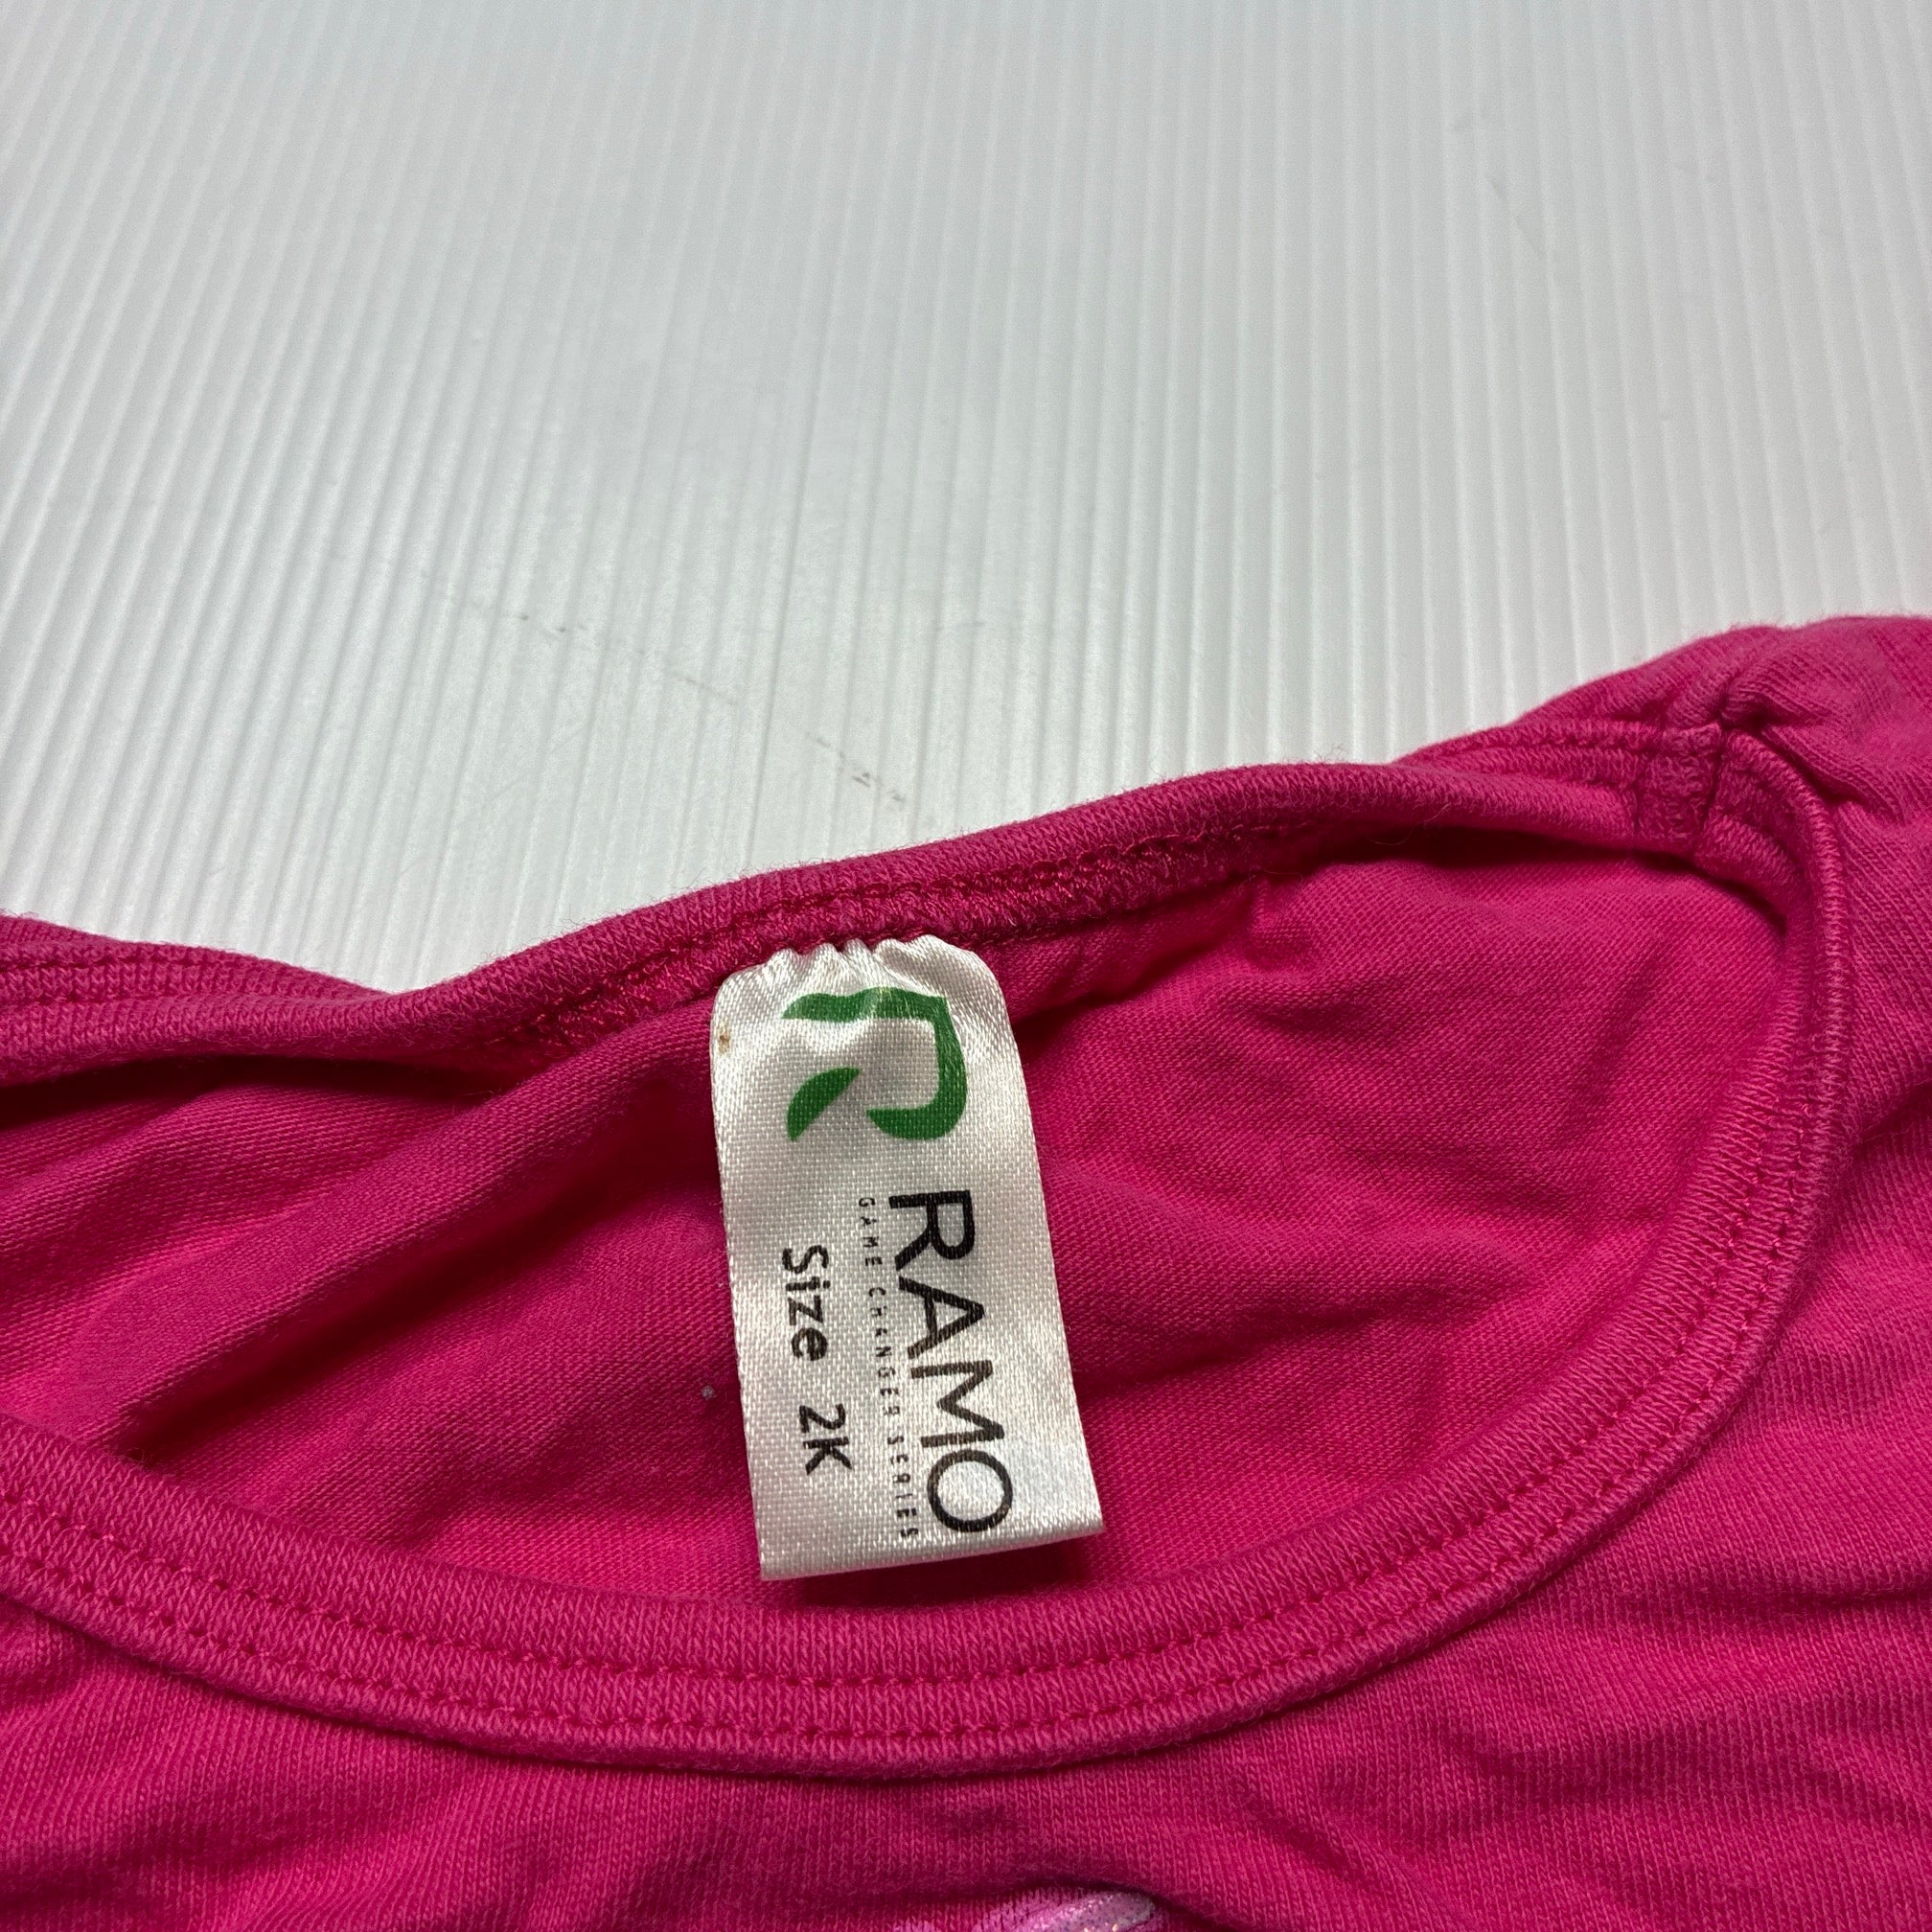 RAMO
GAME CHANGER SERIES
Size 2K